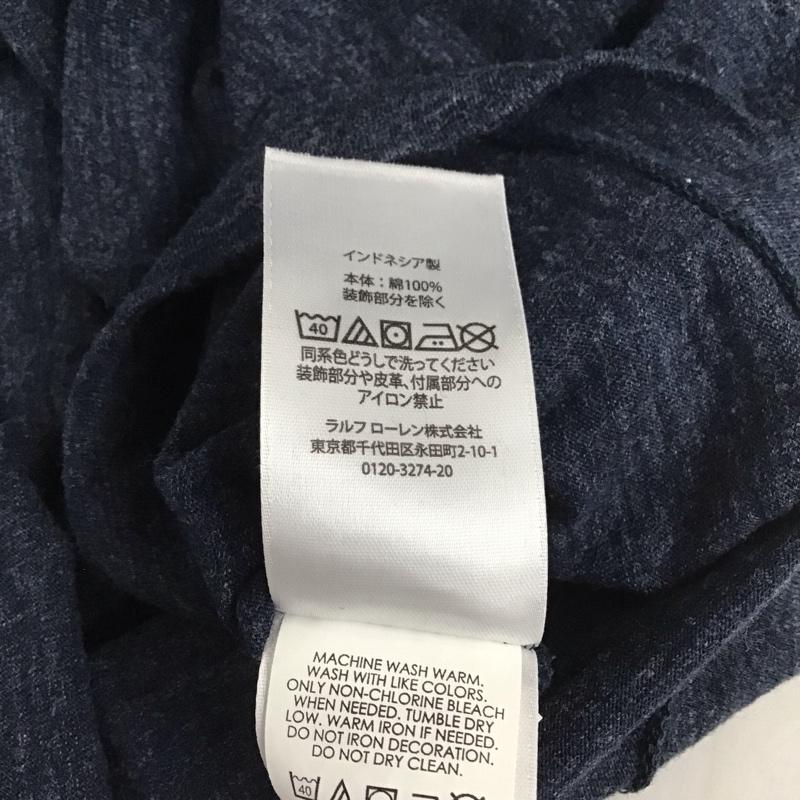 インドネシア製
本体：綿100%
装飾部分を除く
40
同系色どうしで洗ってください
装飾部分や皮革、付属部分への
アイロン禁止
ラルフ ローレン株式会社
東京都千代田区永田町2-10-1
0120-3274-20
MACHINE WASH WARM.
WASH WITH LIKE COLORS.
ONLY NON-CHLORINE BLEACH
WHEN NEEDED. TUMBLE DRY
LOW. WARM IRON IF NEEDED.
DO NOT IRON DECORATION.
DO NOT DRY CLEAN.
40